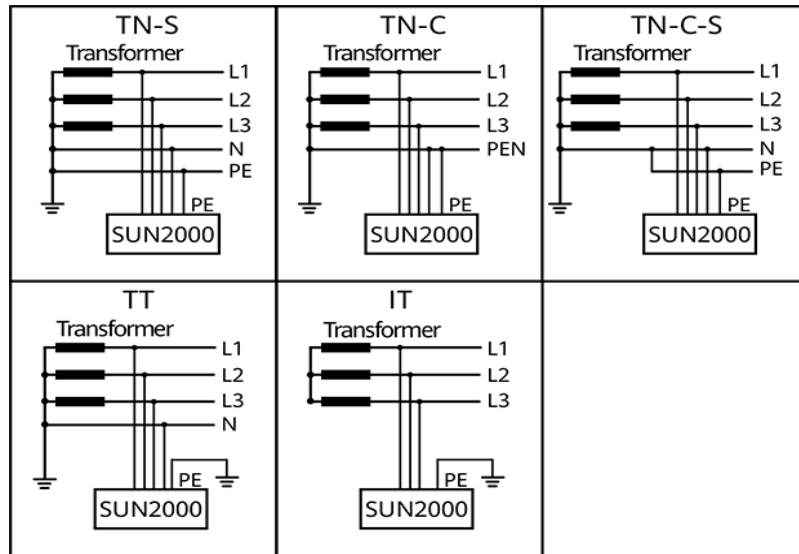 TN-S
Transformer
L1
L2
L3
N
PE
PE
SUN2000
TN-C
Transformer
L1
L2
L3
PEN
PE
SUN2000
TN-C-S
Transformer
L1
L2
L3
N
PE
PE
SUN2000
TT
Transformer
L1
L2
L3
N
PE
SUN2000
IT
Transformer
L1
L2
L3
PE
SUN2000